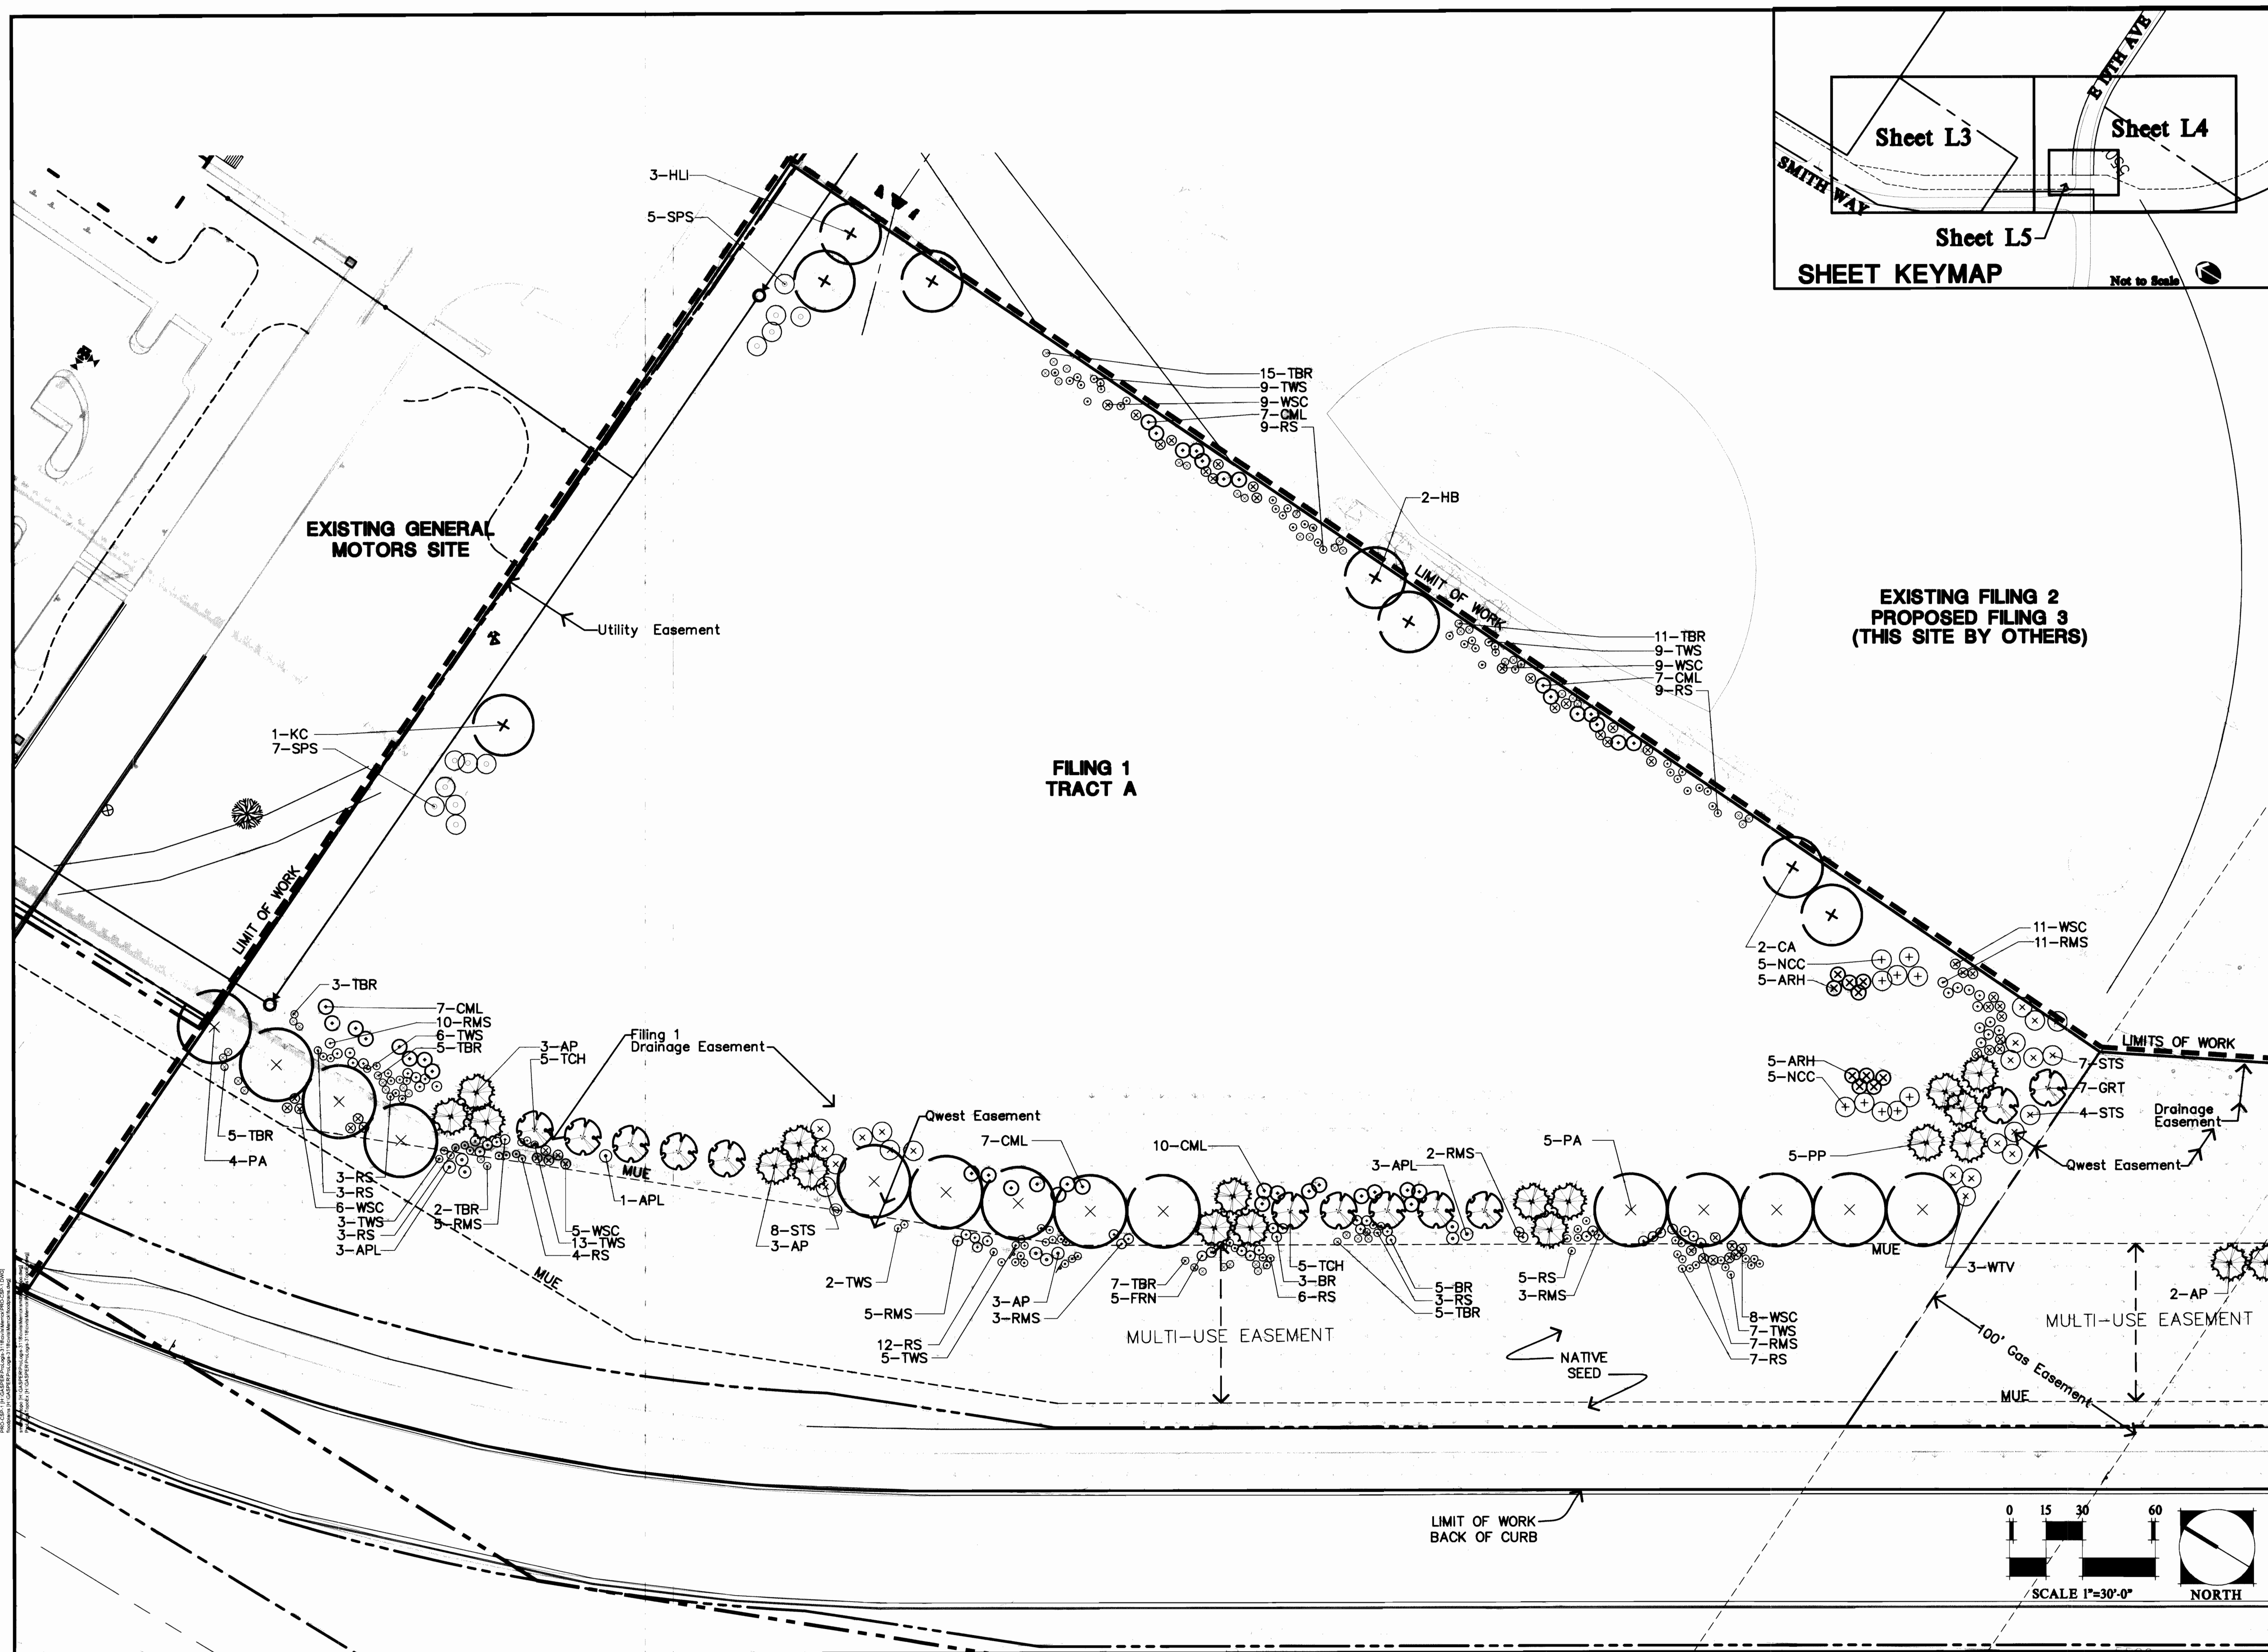 E 19TH AVE
Sheet L3
Sheet L4
SMITH WAY
Sheet L5
SHEET KEYMAP
Not to Scale
3-HLI
5-SPS
15-TBR
9-TWS
9-WSC
7-CML
9-RS
2-HB
EXISTING GENERAL
MOTORS SITE
LIMIT OF WORK
EXISTING FILING 2
PROPOSED FILING 3
(THIS SITE BY OTHERS)
Utility Easement
11-TBR
9-TWS
9-WSC
7-CML
9-RS
1-KC
7-SPS
FILING 1
TRACT A
LIMIT OF WORK
2-CA
5-NCC
5-ARH
11-WSC
11-RMS
3-TBR
7-CML
10-RMS
6-TWS
5-TBR
3-AP
5-TCH
Filing 1
Drainage Easement
LIMITS OF WORK
5-ARH
5-NCC
7-STS
7-GRT
4-STS
Drainage
Easement
Qwest Easement
5-TBR
4-PA
7-CML
10-CML
2-RMS
3-APL
5-PA
5-PP
Qwest Easement
MUE
3-RS
3-RS
6-WSC
3-TWS
3-RS
3-APL
2-TBR
5-RMS
1-APL
5-WSC
13-TWS
4-RS
8-STS
3-AP
MUE
2-TWS
5-RMS
12-RS
5-TWS
3-AP
3-RMS
7-TBR
5-FRN
5-TCH
3-BR
6-RS
5-BR
3-RS
5-TBR
5-RS
3-RMS
MUE
3-WTV
2-AP
8-WSC
7-TWS
7-RMS
7-RS
MULTI-USE EASEMENT
MULTI-USE EASEMENT
NATIVE
SEED
100' Gas Easement
MUE
LIMIT OF WORK
BACK OF CURB
0 15 30 60
SCALE 1"=30'-0"
NORTH